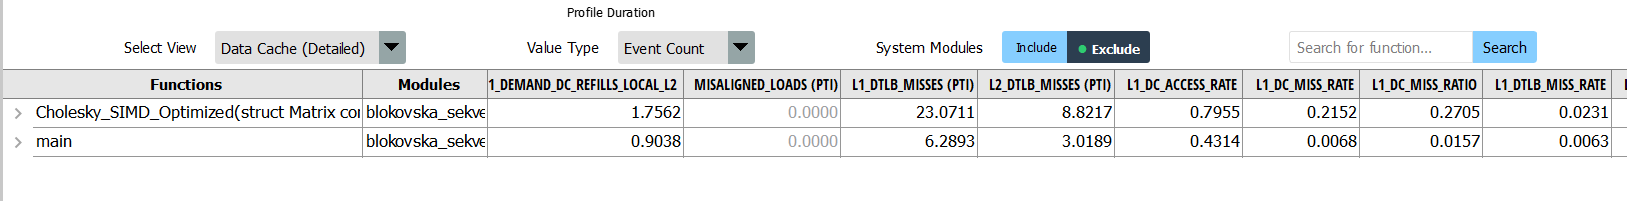 Profile Duration
Select View Data Cache (Detailed) Value Type Event Count System Modules Include Exclude Search for function... Search
Functions Modules 1_DEMAND_DC_REFILLS_LOCAL_L2 MISALIGNED_LOADS (PTI) L1_DTLB_MISSES (PTI) L2_DTLB_MISSES (PTI) L1_DC_ACCESS_RATE L1_DC_MISS_RATE L1_DC_MISS_RATIO L1_DTLB_MISS_RATE
Cholesky_SIMD_Optimized(struct Matrix co blokovska_sekv 1.7562 0.0000 23.0711 8.8217 0.7955 0.2152 0.2705 0.0231
main blokovska_sekv 0.9038 0.0000 6.2893 3.0189 0.4314 0.0068 0.0157 0.0063